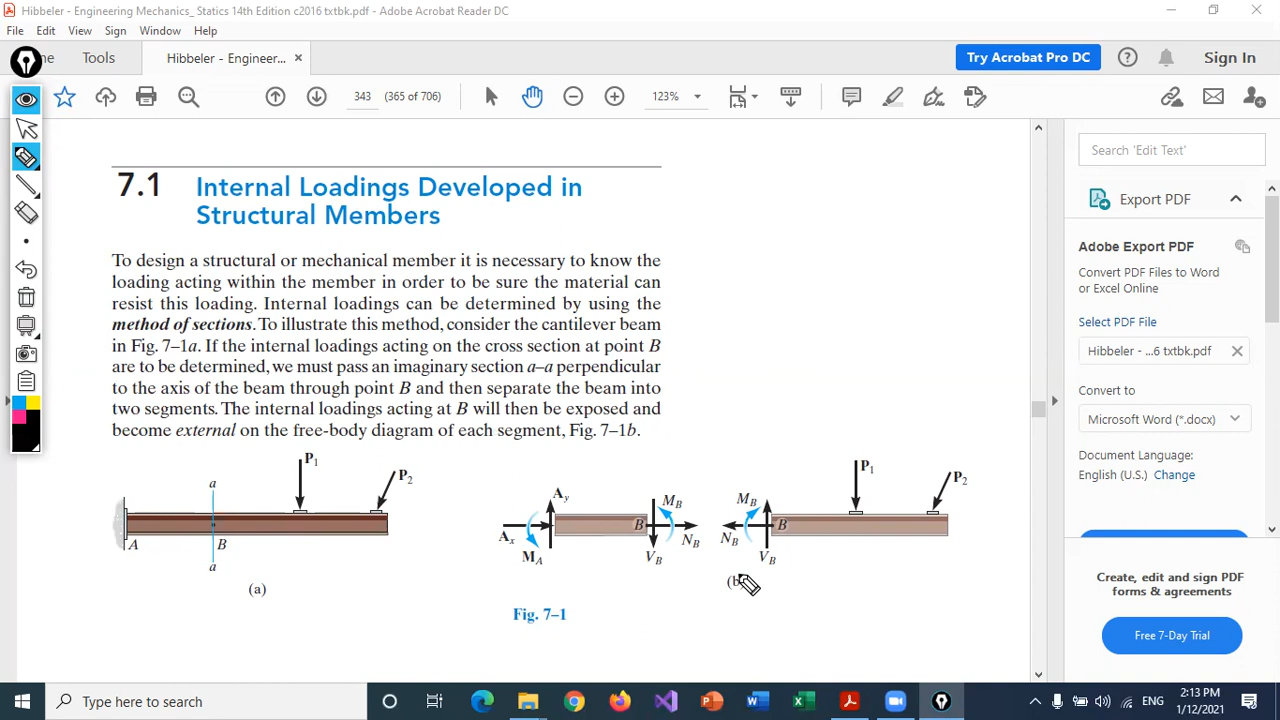 Hibbeler - Engineering Mechanics_ Statics 14th Edition c2016 txtbk.pdf - Adobe Acrobat Reader DC
File Edit View Sign Window Help
me Tools Hibbeler - Engineer... Try Acrobat Pro DC Sign In
343 (365 of 706) 123%
7.1 Internal Loadings Developed in
Structural Members
To design a structural or mechanical member it is necessary to know the
loading acting within the member in order to be sure the material can
resist this loading. Internal loadings can be determined by using the
method of sections. To illustrate this method, consider the cantilever beam
in Fig. 7–1a. If the internal loadings acting on the cross section at point B
are to be determined, we must pass an imaginary section a–a perpendicular
to the axis of the beam through point B and then separate the beam into
two segments. The internal loadings acting at B will then be exposed and
become external on the free-body diagram of each segment, Fig. 7–1b.
a P1 P2
A B
a
(a)
Ay MB
B
Ax MA VB NB
MB P1 P2
B
NB VB
(b
Fig. 7–1
Search 'Edit Text'
Export PDF
Adobe Export PDF
Convert PDF Files to Word
or Excel Online
Select PDF File
Hibbeler - ...6 txtbk.pdf
Convert to
Microsoft Word (*.docx)
Document Language:
English (U.S.) Change
Create, edit and sign PDF
forms & agreements
Free 7-Day Trial
Type here to search
ENG
2:13 PM
1/12/2021